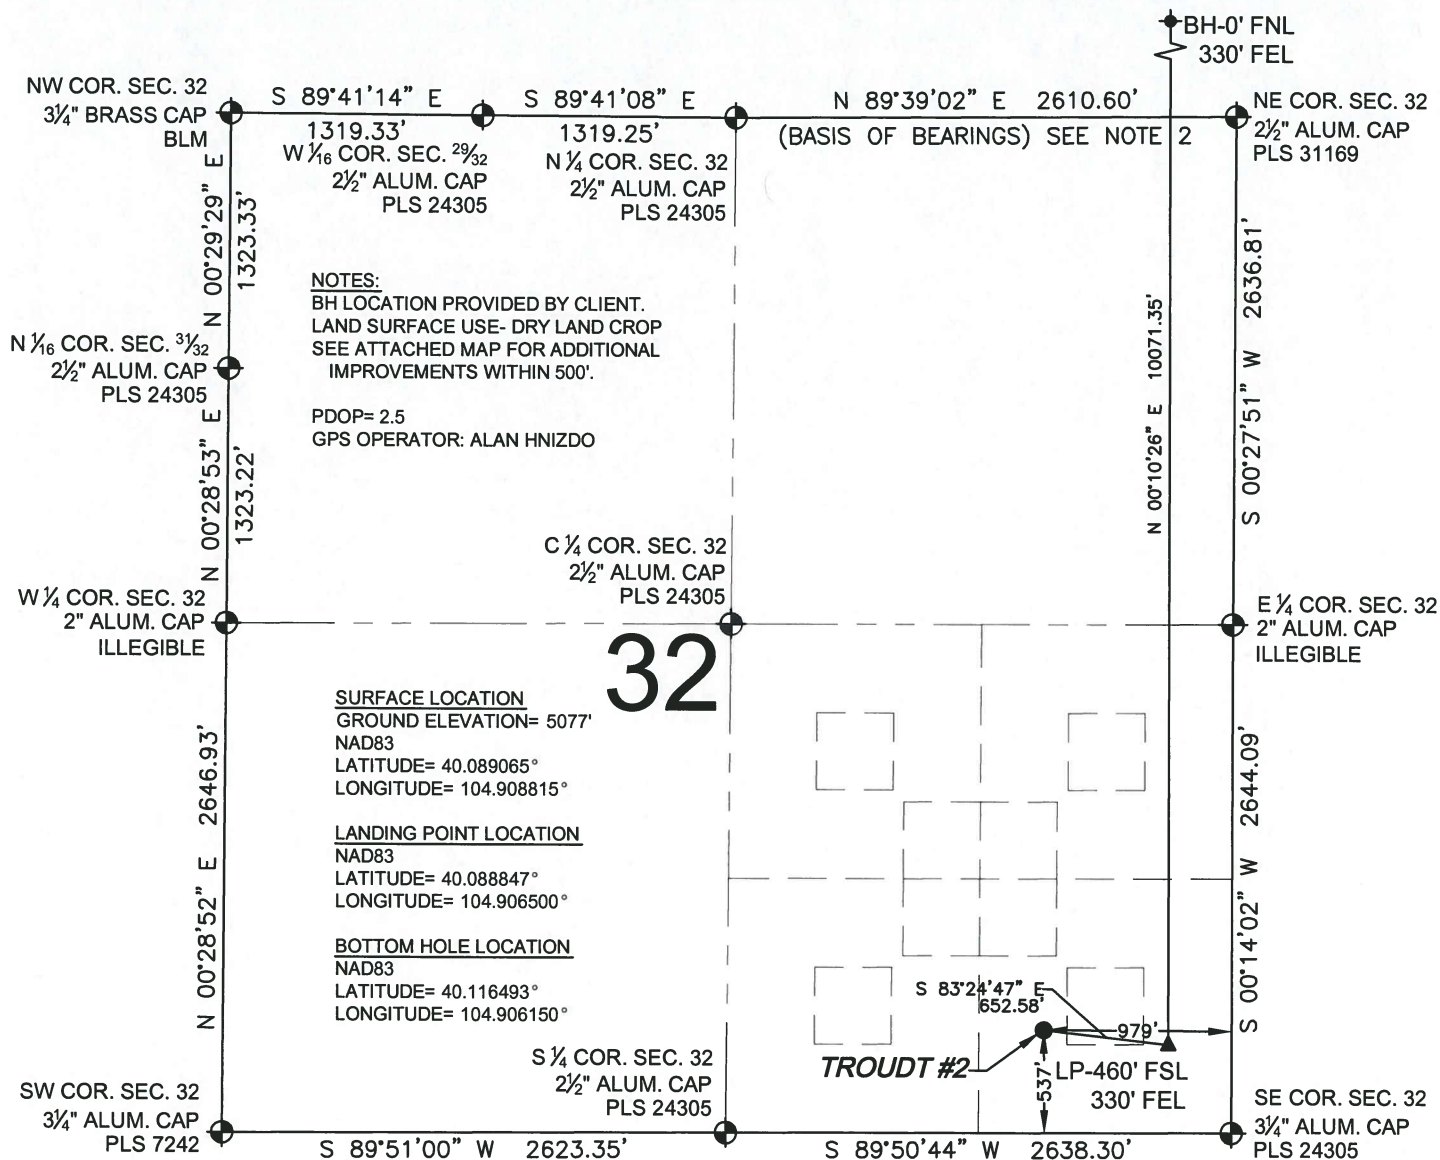 BH-0' FNL
330' FEL
NW COR. SEC. 32
3¼" BRASS CAP
BLM
S 89°41'14" E
1319.33'
W 1⁄16 COR. SEC. 29⁄32
2½" ALUM. CAP
PLS 24305
S 89°41'08" E
1319.25'
N ¼ COR. SEC. 32
2½" ALUM. CAP
PLS 24305
N 89°39'02" E 2610.60'
(BASIS OF BEARINGS) SEE NOTE 2
NE COR. SEC. 32
2½" ALUM. CAP
PLS 31169
N 00°29'29" E
1323.33'
NOTES:
BH LOCATION PROVIDED BY CLIENT.
LAND SURFACE USE- DRY LAND CROP
SEE ATTACHED MAP FOR ADDITIONAL
IMPROVEMENTS WITHIN 500'.
PDOP= 2.5
GPS OPERATOR: ALAN HNIZDO
N 1⁄16 COR. SEC. 31⁄32
2½" ALUM. CAP
PLS 24305
N 00°28'53" E
1323.22'
N 00°10'26" E 10071.35'
S 00°27'51" W 2636.81'
C ¼ COR. SEC. 32
2½" ALUM. CAP
PLS 24305
W ¼ COR. SEC. 32
2" ALUM. CAP
ILLEGIBLE
E ¼ COR. SEC. 32
2" ALUM. CAP
ILLEGIBLE
32
SURFACE LOCATION
GROUND ELEVATION= 5077'
NAD83
LATITUDE= 40.089065°
LONGITUDE= 104.908815°
LANDING POINT LOCATION
NAD83
LATITUDE= 40.088847°
LONGITUDE= 104.906500°
BOTTOM HOLE LOCATION
NAD83
LATITUDE= 40.116493°
LONGITUDE= 104.906150°
N 00°28'52" E 2646.93'
S 00°14'02" W 2644.09'
S 83°24'47" E
652.58'
979'
TROUDT #2
537'
LP-460' FSL
330' FEL
S ¼ COR. SEC. 32
2½" ALUM. CAP
PLS 24305
SW COR. SEC. 32
3¼" ALUM. CAP
PLS 7242
SE COR. SEC. 32
3¼" ALUM. CAP
PLS 24305
S 89°51'00" W 2623.35'
S 89°50'44" W 2638.30'